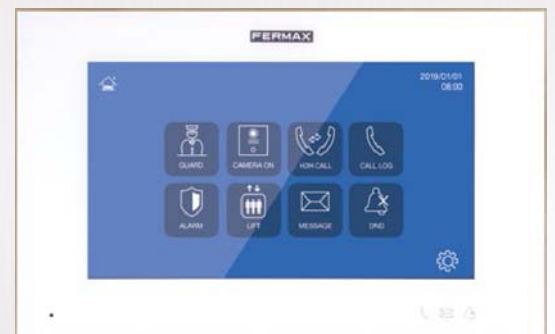 FERMAX
2019/01/01
08:00
GUARD
CAMERA ON
H2H CALL
CALL LOG
ALARM
LIFT
MESSAGE
DND